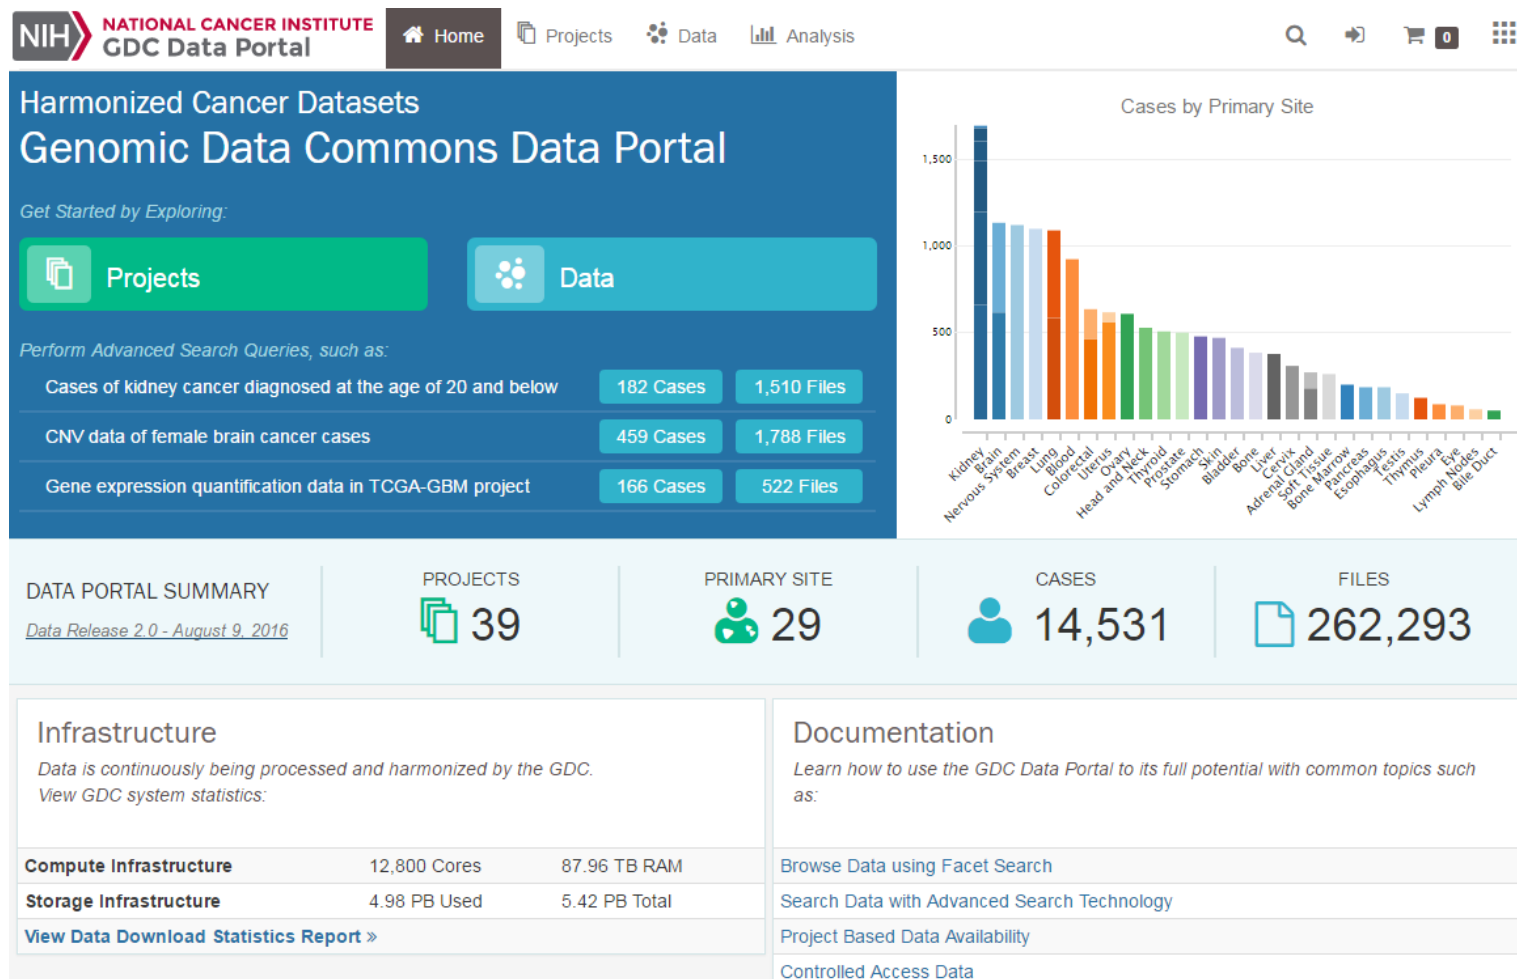 NIH NATIONAL CANCER INSTITUTE
GDC Data Portal
Home Projects Data Analysis 0
Harmonized Cancer Datasets
Genomic Data Commons Data Portal
Get Started by Exploring:
Projects Data
Perform Advanced Search Queries, such as:
Cases of kidney cancer diagnosed at the age of 20 and below 182 Cases 1,510 Files
CNV data of female brain cancer cases 459 Cases 1,788 Files
Gene expression quantification data in TCGA-GBM project 166 Cases 522 Files
Cases by Primary Site
1,500
1,000
500
0
Kidney
Brain
Nervous System
Breast
Lung
Blood
Colorectal
Uterus
Ovary
Head and Neck
Thyroid
Prostate
Stomach
Skin
Bladder
Bone
Liver
Cervix
Adrenal Gland
Soft Tissue
Bone Marrow
Pancreas
Esophagus
Testis
Thymus
Pleura
Eye
Lymph Nodes
Bile Duct
DATA PORTAL SUMMARY
Data Release 2.0 - August 9, 2016
PROJECTS
39
PRIMARY SITE
29
CASES
14,531
FILES
262,293
Infrastructure
Data is continuously being processed and harmonized by the GDC.
View GDC system statistics:
Compute Infrastructure 12,800 Cores 87.96 TB RAM
Storage Infrastructure 4.98 PB Used 5.42 PB Total
View Data Download Statistics Report »
Documentation
Learn how to use the GDC Data Portal to its full potential with common topics such
as:
Browse Data using Facet Search
Search Data with Advanced Search Technology
Project Based Data Availability
Controlled Access Data